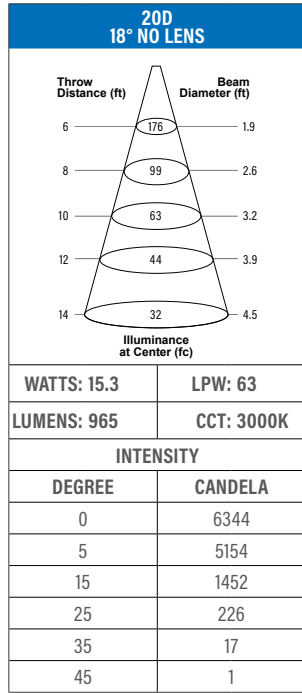 20D
18° NO LENS
Throw Distance (ft)
Beam Diameter (ft)
6 176 1.9
8 99 2.6
10 63 3.2
12 44 3.9
14 32 4.5
Illuminance
at Center (fc)
WATTS: 15.3 LPW: 63
LUMENS: 965 CCT: 3000K
INTENSITY
DEGREE CANDELA
0 6344
5 5154
15 1452
25 226
35 17
45 1